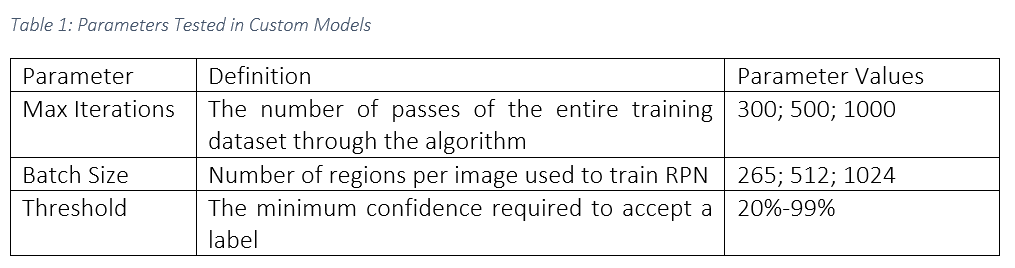 Table 1: Parameters Tested in Custom Models
Parameter Definition Parameter Values
Max Iterations The number of passes of the entire training 300; 500; 1000
dataset through the algorithm
Batch Size Number of regions per image used to train RPN 265; 512; 1024
Threshold The minimum confidence required to accept a 20%-99%
label